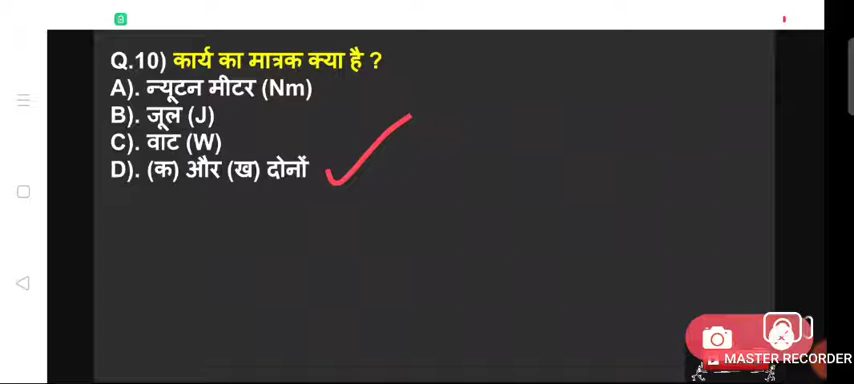 Q.10) कार्य का मात्रक क्या है ?
A). न्यूटन मीटर (Nm)
B). जूल (J)
C). वाट (W)
D). (क) और (ख) दोनों
MASTER RECORDER